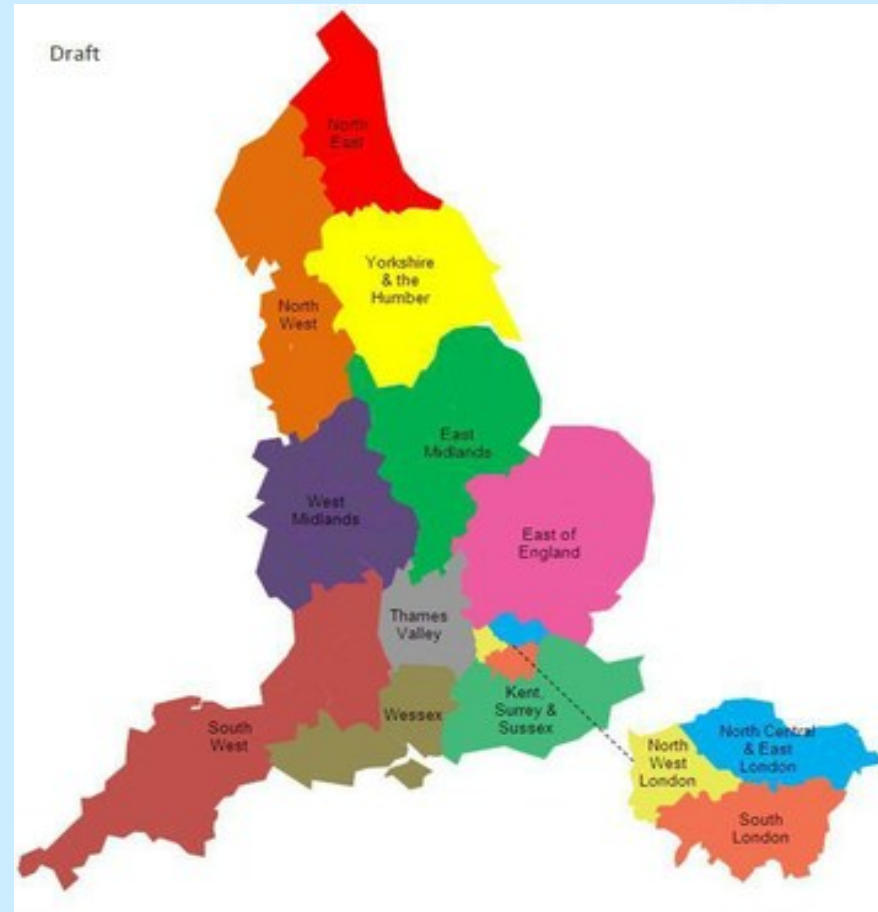 Draft
North
East
Yorkshire
& the
Humber
North
West
East
Midlands
West
Midlands
East of
England
Thames
Valley
Kent,
Surrey &
Sussex
Wessex
South
West
North Central
& East
London
North
West
London
South
London